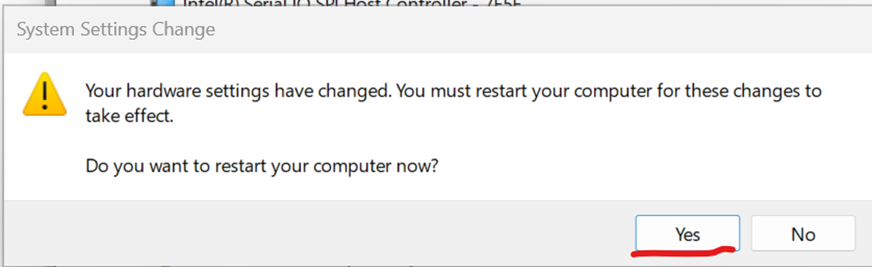 Intel(R) Serial IO SPI Host Controller - 7E5E
System Settings Change
Your hardware settings have changed. You must restart your computer for these changes to
take effect.
Do you want to restart your computer now?
Yes
No